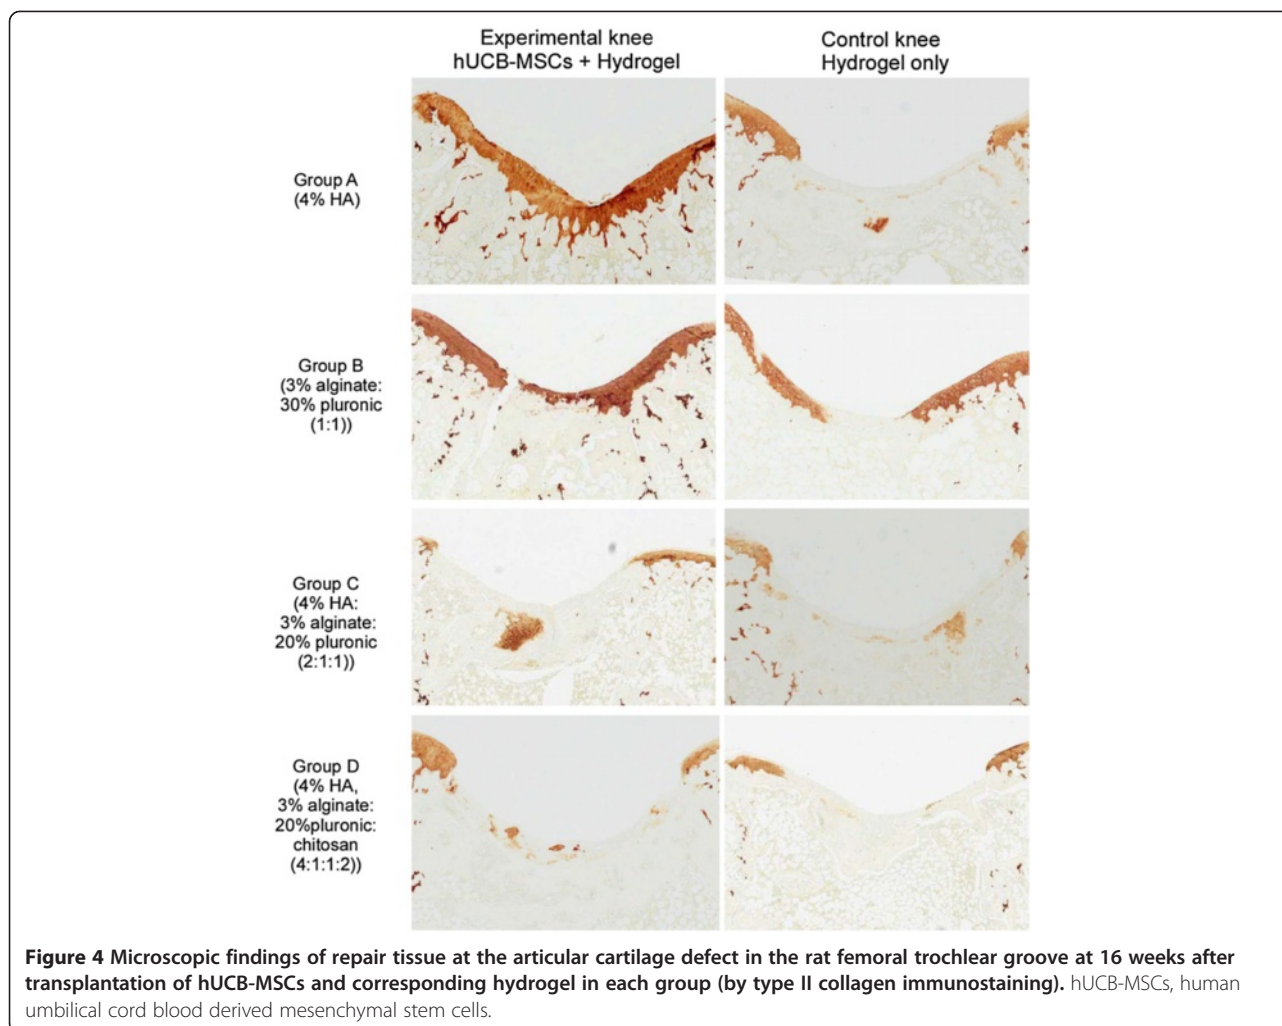 Experimental knee
hUCB-MSCs + Hydrogel
Control knee
Hydrogel only
Group A
(4% HA)
Group B
(3% alginate:
30% pluronic
(1:1))
Group C
(4% HA:
3% alginate:
20% pluronic
(2:1:1))
Group D
(4% HA,
3% alginate:
20%pluronic:
chitosan
(4:1:1:2))
Figure 4 Microscopic findings of repair tissue at the articular cartilage defect in the rat femoral trochlear groove at 16 weeks after
transplantation of hUCB-MSCs and corresponding hydrogel in each group (by type II collagen immunostaining). hUCB-MSCs, human
umbilical cord blood derived mesenchymal stem cells.